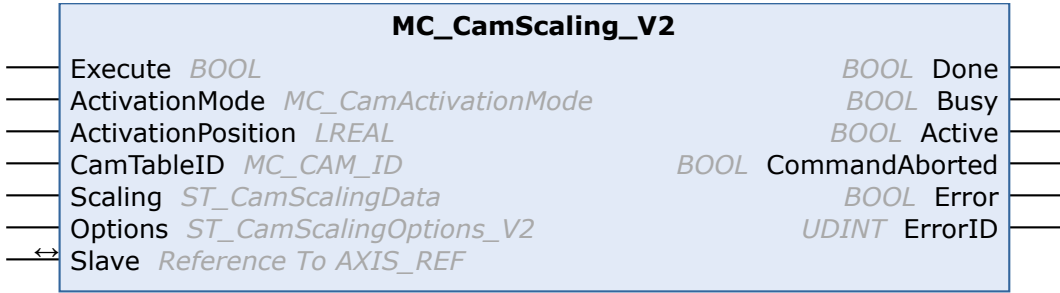 MC_CamScaling_V2
Execute BOOL BOOL Done
ActivationMode MC_CamActivationMode BOOL Busy
ActivationPosition LREAL BOOL Active
CamTableID MC_CAM_ID BOOL CommandAborted
Scaling ST_CamScalingData BOOL Error
Options ST_CamScalingOptions_V2 UDINT ErrorID
↔ Slave Reference To AXIS_REF